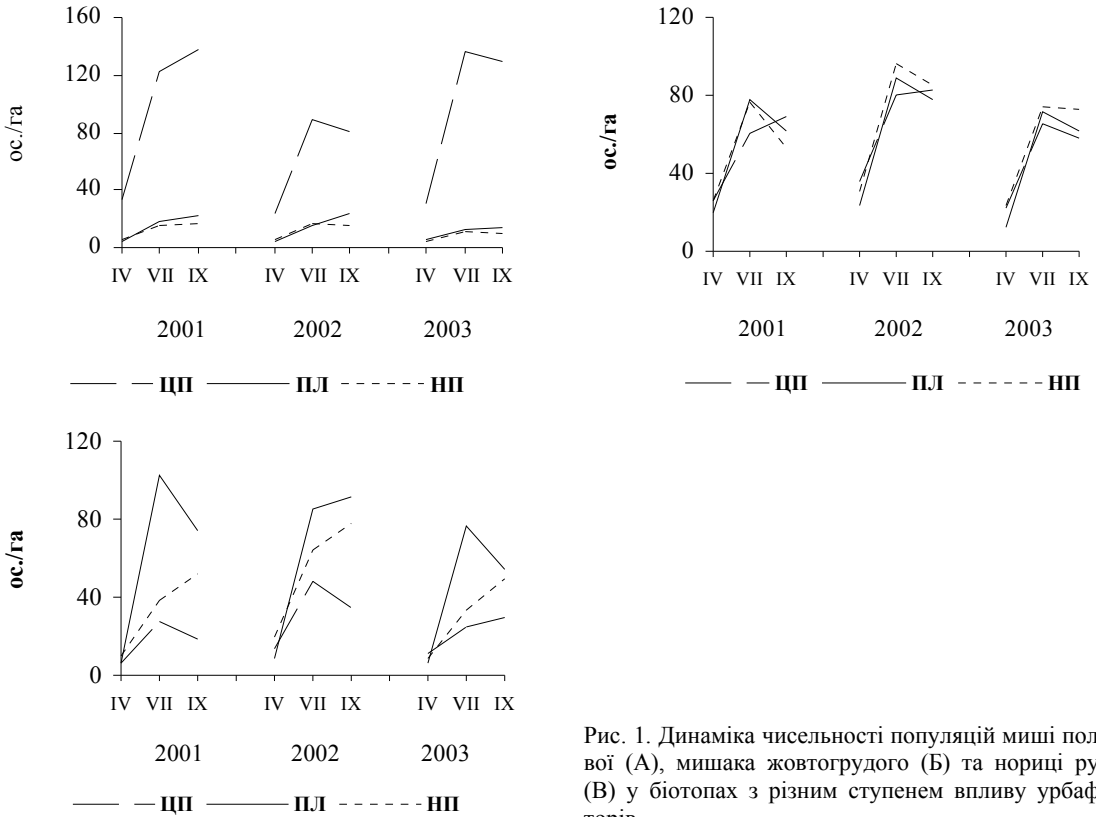 160
120
80
40
0
ос./га
IV VII IX IV VII IX IV VII IX
2001 2002 2003
ЦП ПЛ НП
120
80
40
0
ос./га
IV VII IX IV VII IX IV VII IX
2001 2002 2003
ЦП ПЛ НП
120
80
40
0
ос./га
IV VII IX IV VII IX IV VII IX
2001 2002 2003
ЦП ПЛ НП
Рис. 1. Динаміка чисельності популяцій миші пол
вої (А), мишака жовтогрудого (Б) та нориці ру
(В) у біотопах з різним ступенем впливу урбаф